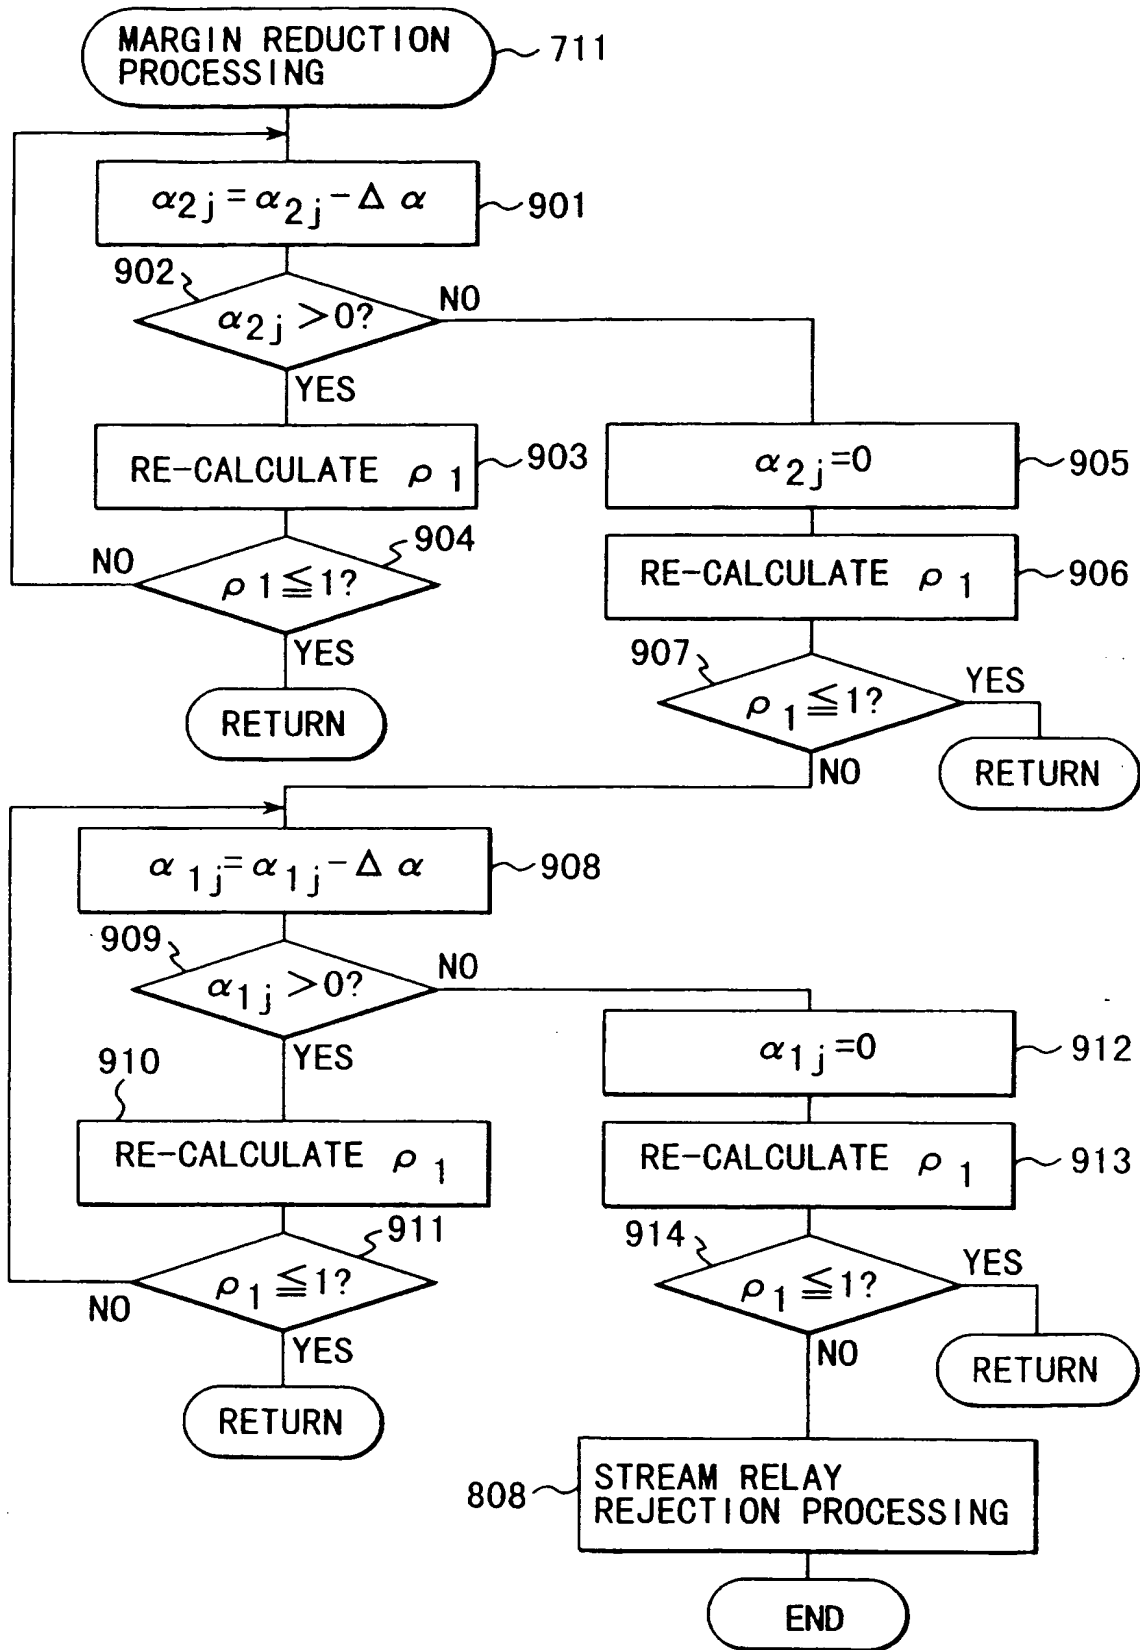 MARGIN REDUCTION
PROCESSING
711
α2j=α2j-Δ α
901
902
α2j>0?
NO
YES
RE-CALCULATE ρ1
903
904
NO
ρ1≦1?
YES
RETURN
α2j=0
905
RE-CALCULATE ρ1
906
907
ρ1≦1?
YES
RETURN
NO
α1j=α1j-Δ α
908
909
α1j>0?
NO
YES
910
RE-CALCULATE ρ1
911
ρ1≦1?
NO
YES
RETURN
α1j=0
912
RE-CALCULATE ρ1
913
914
ρ1≦1?
YES
RETURN
NO
808
STREAM RELAY
REJECTION PROCESSING
END